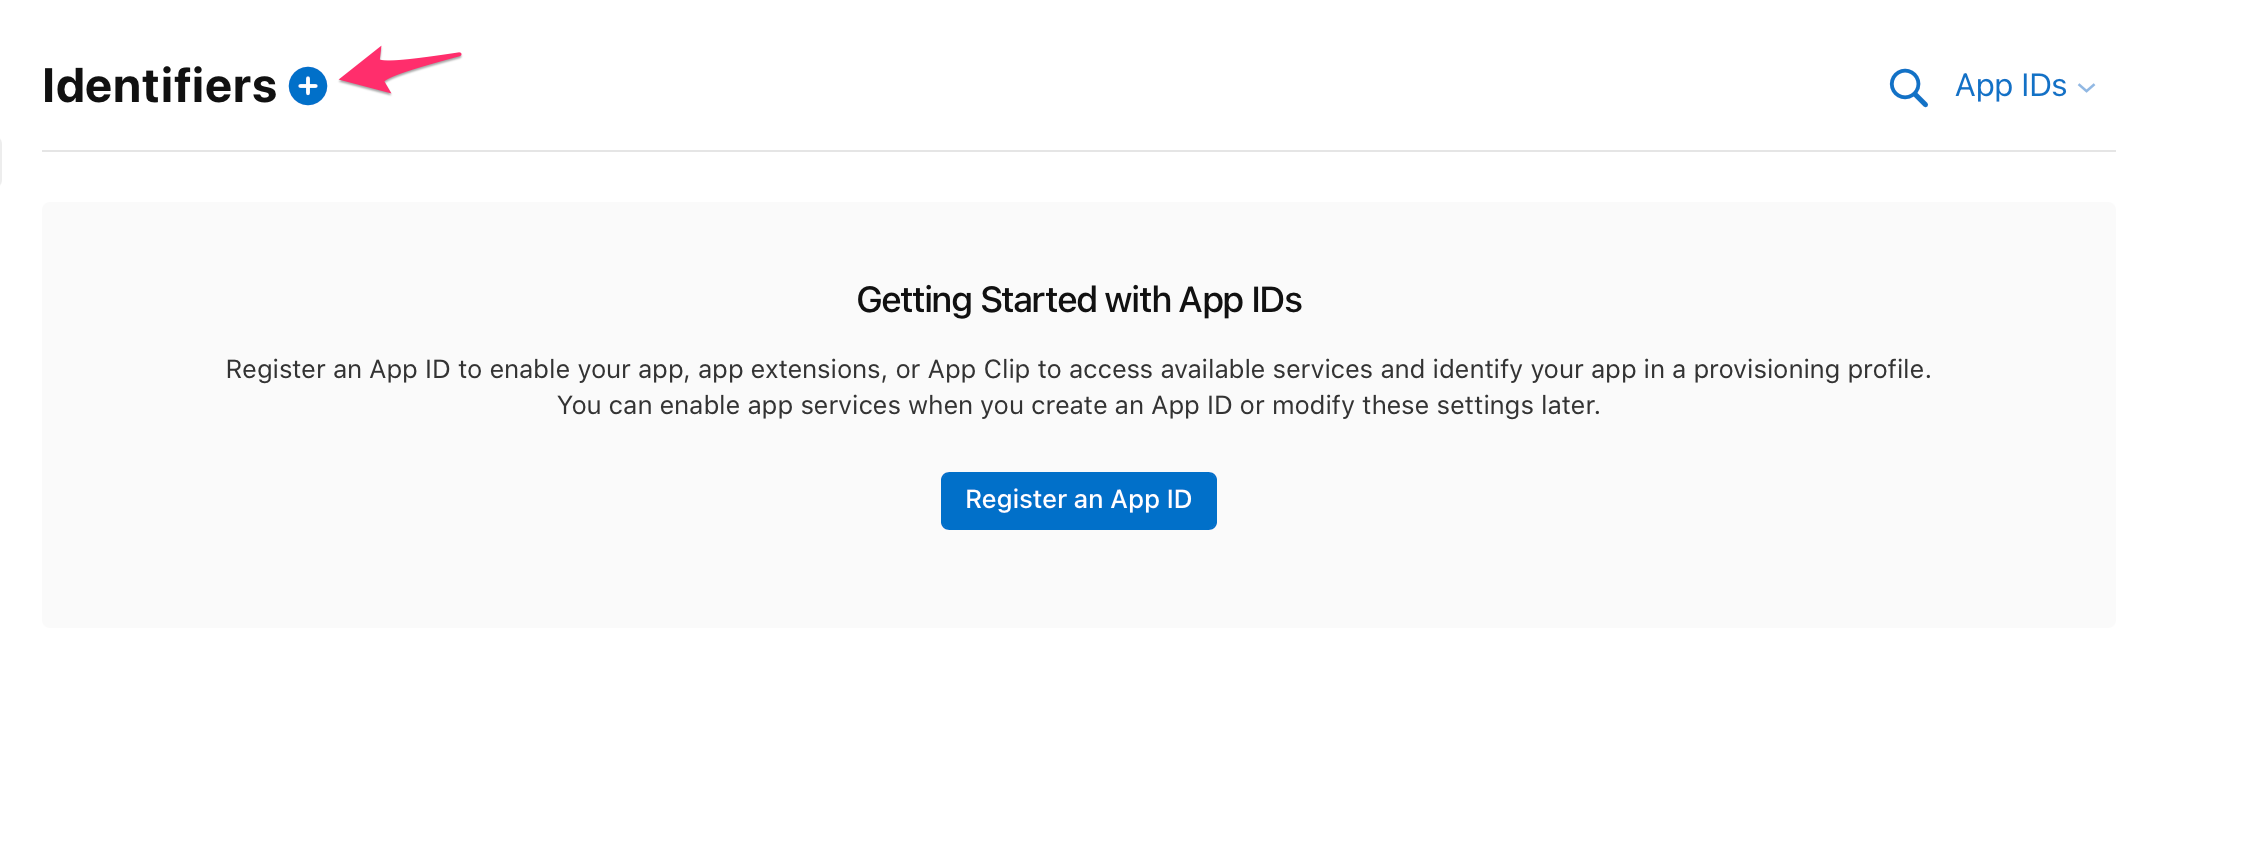 Identifiers
App IDs
Getting Started with App IDs
Register an App ID to enable your app, app extensions, or App Clip to access available services and identify your app in a provisioning profile.
You can enable app services when you create an App ID or modify these settings later.
Register an App ID